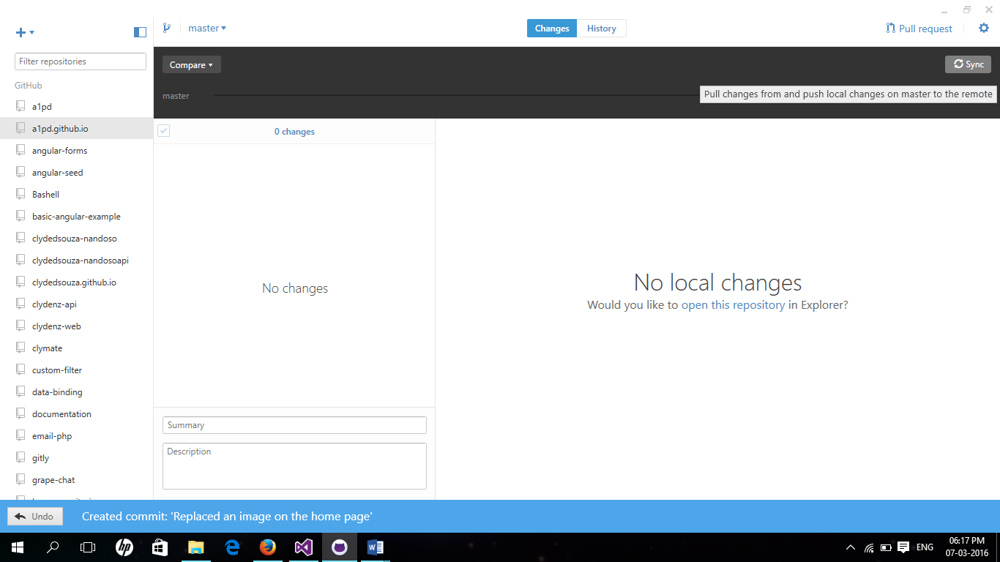 master
Changes
History
Pull request
Filter repositories
GitHub
a1pd
a1pd.github.io
angular-forms
angular-seed
Bashell
basic-angular-example
clydedsouza-nandoso
clydedsouza-nandosoapi
clydedsouza.github.io
clydenz-api
clydenz-web
clymate
custom-filter
data-binding
documentation
email-php
gitly
grape-chat
Compare
Sync
master
Pull changes from and push local changes on master to the remote
0 changes
No changes
Summary
Description
No local changes
Would you like to open this repository in Explorer?
Undo
Created commit: 'Replaced an image on the home page'
hp
ENG
06:17 PM
07-03-2016